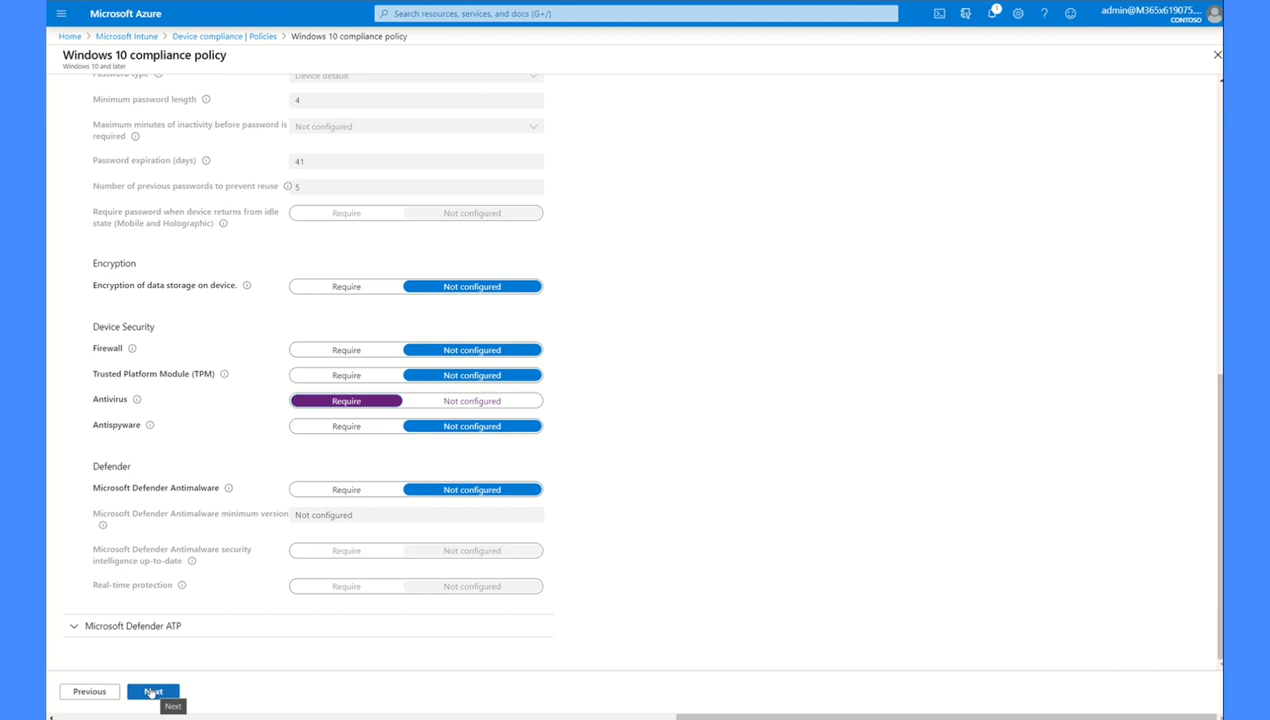 Microsoft Azure
Search resources, services, and docs (G+/)
1
admin@M365x619075....
CONTOSO
Home > Microsoft Intune > Device compliance | Policies > Windows 10 compliance policy
Windows 10 compliance policy
Windows 10 and later
Password type Device default
Minimum password length 4
Maximum minutes of inactivity before password is
required Not configured
Password expiration (days) 41
Number of previous passwords to prevent reuse 5
Require password when device returns from idle
state (Mobile and Holographic) Require Not configured
Encryption
Encryption of data storage on device. Require Not configured
Device Security
Firewall Require Not configured
Trusted Platform Module (TPM) Require Not configured
Antivirus Require Not configured
Antispyware Require Not configured
Defender
Microsoft Defender Antimalware Require Not configured
Microsoft Defender Antimalware minimum version Not configured
Microsoft Defender Antimalware security
intelligence up-to-date Require Not configured
Real-time protection Require Not configured
Microsoft Defender ATP
Previous Next
Next